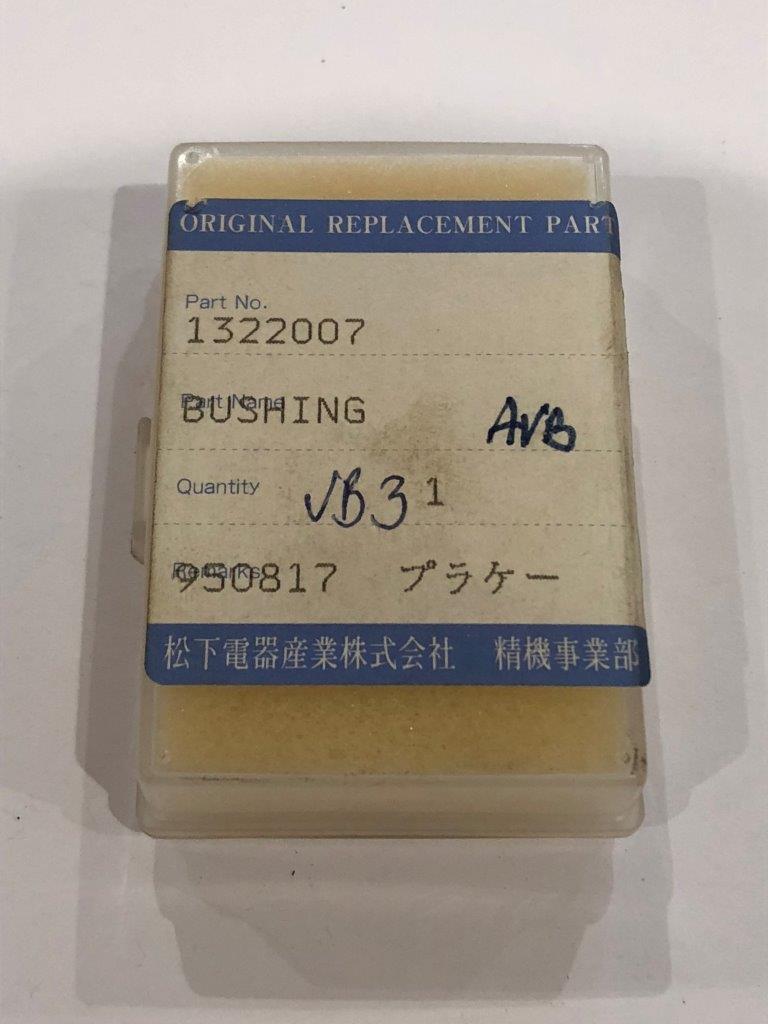 ORIGINAL REPLACEMENT PART
Part No.
1322007
Part Name
BUSHING
AVB
Quantity
VB3 1
Remarks
950817 プラケー
松下電器産業株式会社 精機事業部